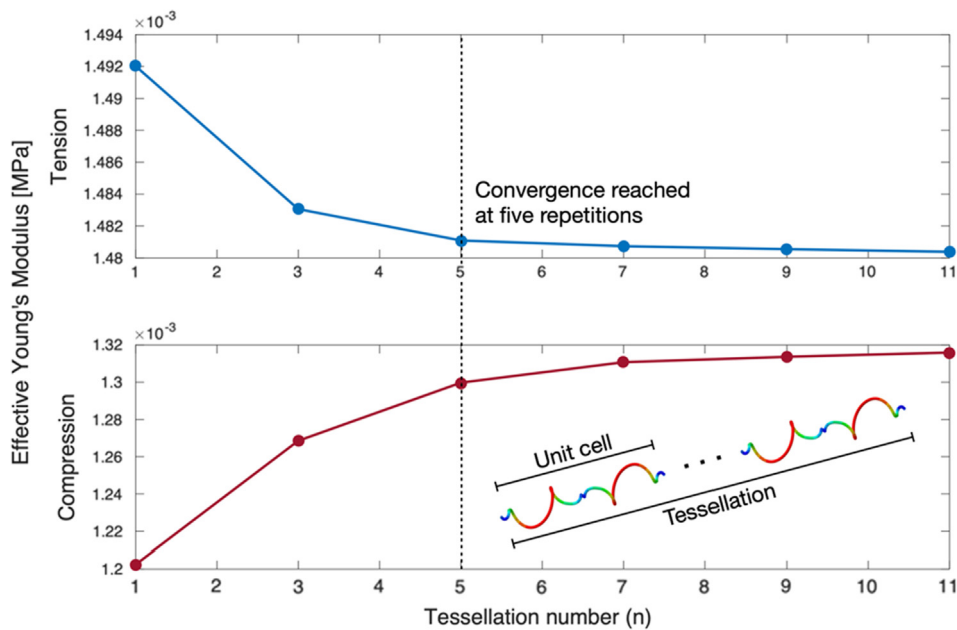 ×10⁻³
1.494
1.492
1.49
1.488
1.486
1.484
1.482
1.48
Tension
Effective Young's Modulus [MPa]
Convergence reached
at five repetitions
1 2 3 4 5 6 7 8 9 10 11
×10⁻³
1.32
1.3
1.28
1.26
1.24
1.22
1.2
Compression
Unit cell
Tessellation
1 2 3 4 5 6 7 8 9 10 11
Tessellation number (n)